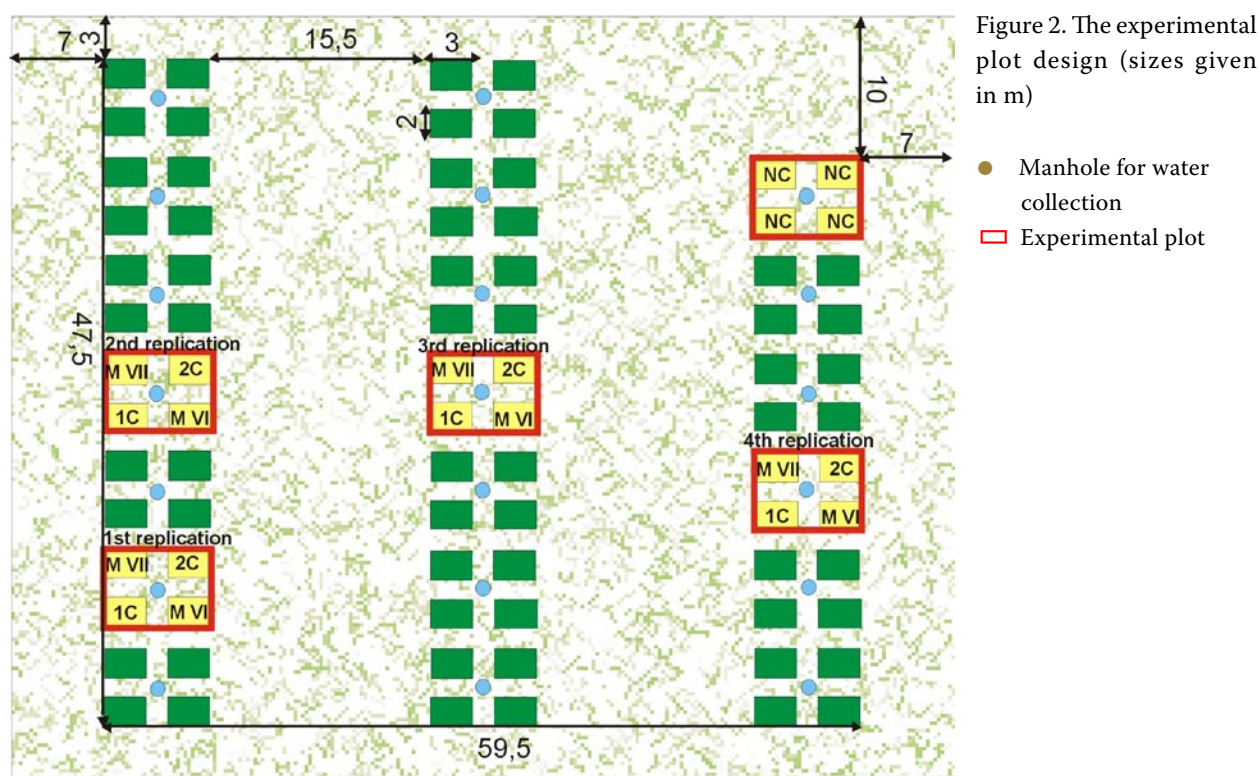 7
3
15,5
3
10
7
2
47,5
NC NC
NC NC
2nd replication
M VII 2C
1C M VI
3rd replication
M VII 2C
1C M VI
4th replication
M VII 2C
1C M VI
1st replication
M VII 2C
1C M VI
59,5
Figure 2. The experimental
plot design (sizes given
in m)
Manhole for water
collection
Experimental plot